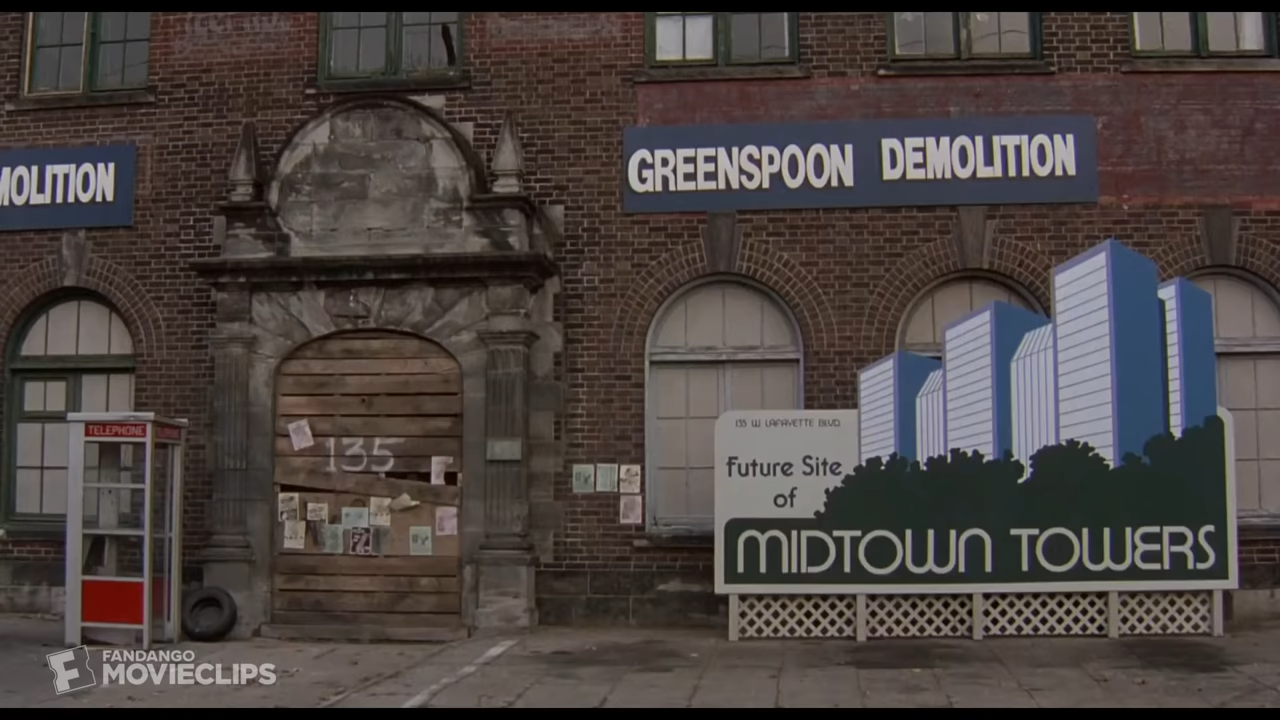 GREENSPOON DEMOLITION
MOLITION
TELEPHONE
135
135 W. LAFAYETTE BLVD.
Future Site
of
MIDTOWN TOWERS
FANDANGO
MOVIECLIPS